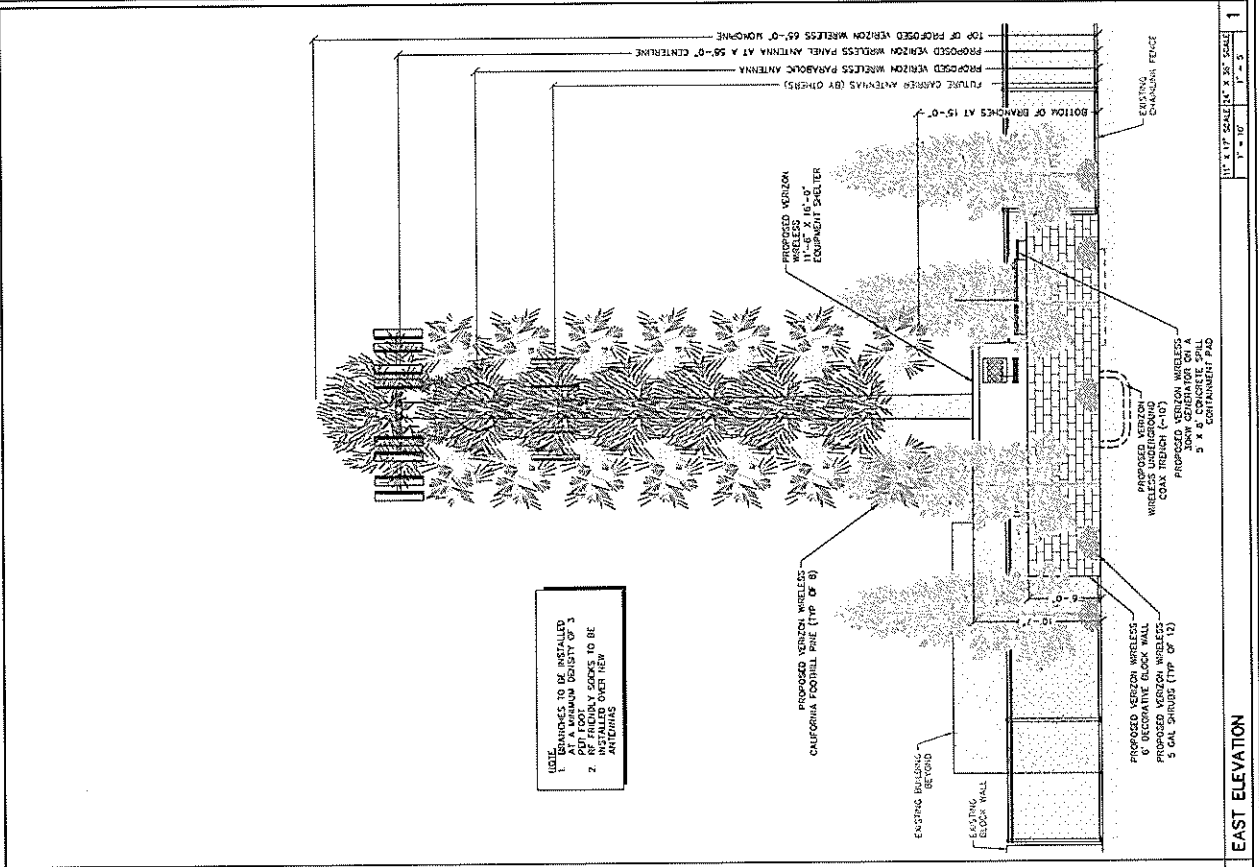 TOP OF PROPOSED VERIZON WIRELESS 65'-0" MONOPINE
PROPOSED VERIZON WIRELESS PANEL ANTENNA AT A 55'-0" CENTERLINE
PROPOSED VERIZON WIRELESS PARABOLIC ANTENNA
FUTURE CARRIER ANTENNAS (BY OTHERS)
BOTTOM OF BRANCHES AT 15'-0"
EXISTING
CHAINLINK FENCE
PROPOSED VERIZON
WIRELESS
11'-6" X 16'-0"
EQUIPMENT SHELTER
NOTE
1. BRANCHES TO BE INSTALLED
AT A MINIMUM DENSITY OF 3
PER FOOT
2. RF FRIENDLY SOCKS TO BE
INSTALLED OVER NEW
ANTENNAS
PROPOSED VERIZON WIRELESS
CALIFORNIA FOOTHILL PINE (TYP OF 8)
EXISTING BUILDING
BEYOND
EXISTING
BLOCK WALL
10'-7"
6'-0"
PROPOSED VERIZON WIRELESS
6' DECORATIVE BLOCK WALL
PROPOSED VERIZON WIRELESS
5 GAL SHRUBS (TYP OF 12)
PROPOSED VERIZON
WIRELESS UNDERGROUND
COAX TRENCH (~10')
PROPOSED VERIZON WIRELESS
30KW GENERATOR ON A
5' X 8' CONCRETE SPILL
CONTAINMENT PAD
EAST ELEVATION
11" X 17" SCALE
1" = 10'
24" X 36" SCALE
1" = 5'
1